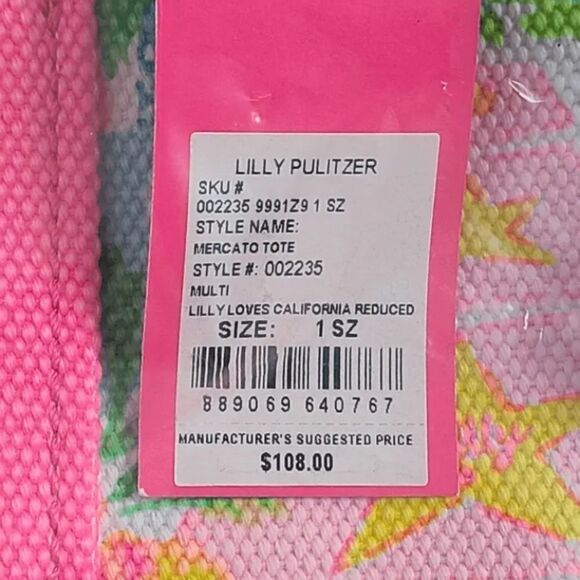 LILLY PULITZER
SKU #
002235 9991Z9 1 SZ
STYLE NAME:
MERCATO TOTE
STYLE #: 002235
MULTI
LILLY LOVES CALIFORNIA REDUCED
SIZE: 1 SZ
889069 640767
MANUFACTURER'S SUGGESTED PRICE
$108.00